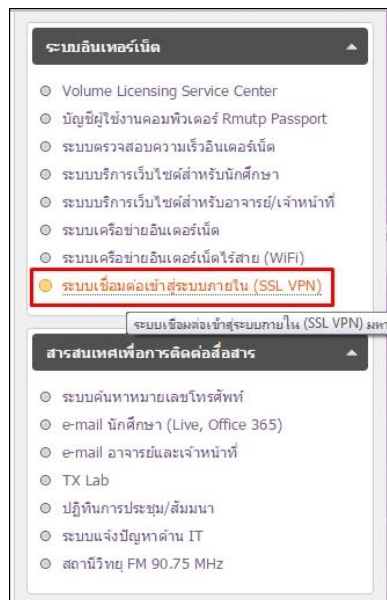 ระบบอินเทอร์เน็ต
Volume Licensing Service Center
บัญชีผู้ใช้งานคอมพิวเตอร์ Rmutp Passport
ระบบตรวจสอบความเร็วอินเตอร์เน็ต
ระบบบริการเว็บไซต์สำหรับนักศึกษา
ระบบบริการเว็บไซต์สำหรับอาจารย์/เจ้าหน้าที่
ระบบเครือข่ายอินเตอร์เน็ต
ระบบเครือข่ายอินเตอร์เน็ตไร้สาย (WiFi)
ระบบเชื่อมต่อเข้าสู่ระบบภายใน (SSL VPN)
ระบบเชื่อมต่อเข้าสู่ระบบภายใน (SSL VPN) มหา
สารสนเทศเพื่อการติดต่อสื่อสาร
ระบบค้นหาหมายเลขโทรศัพท์
e-mail นักศึกษา (Live, Office 365)
e-mail อาจารย์และเจ้าหน้าที่
TX Lab
ปฏิทินการประชุม/สัมมนา
ระบบแจ้งปัญหาด้าน IT
สถานีวิทยุ FM 90.75 MHz